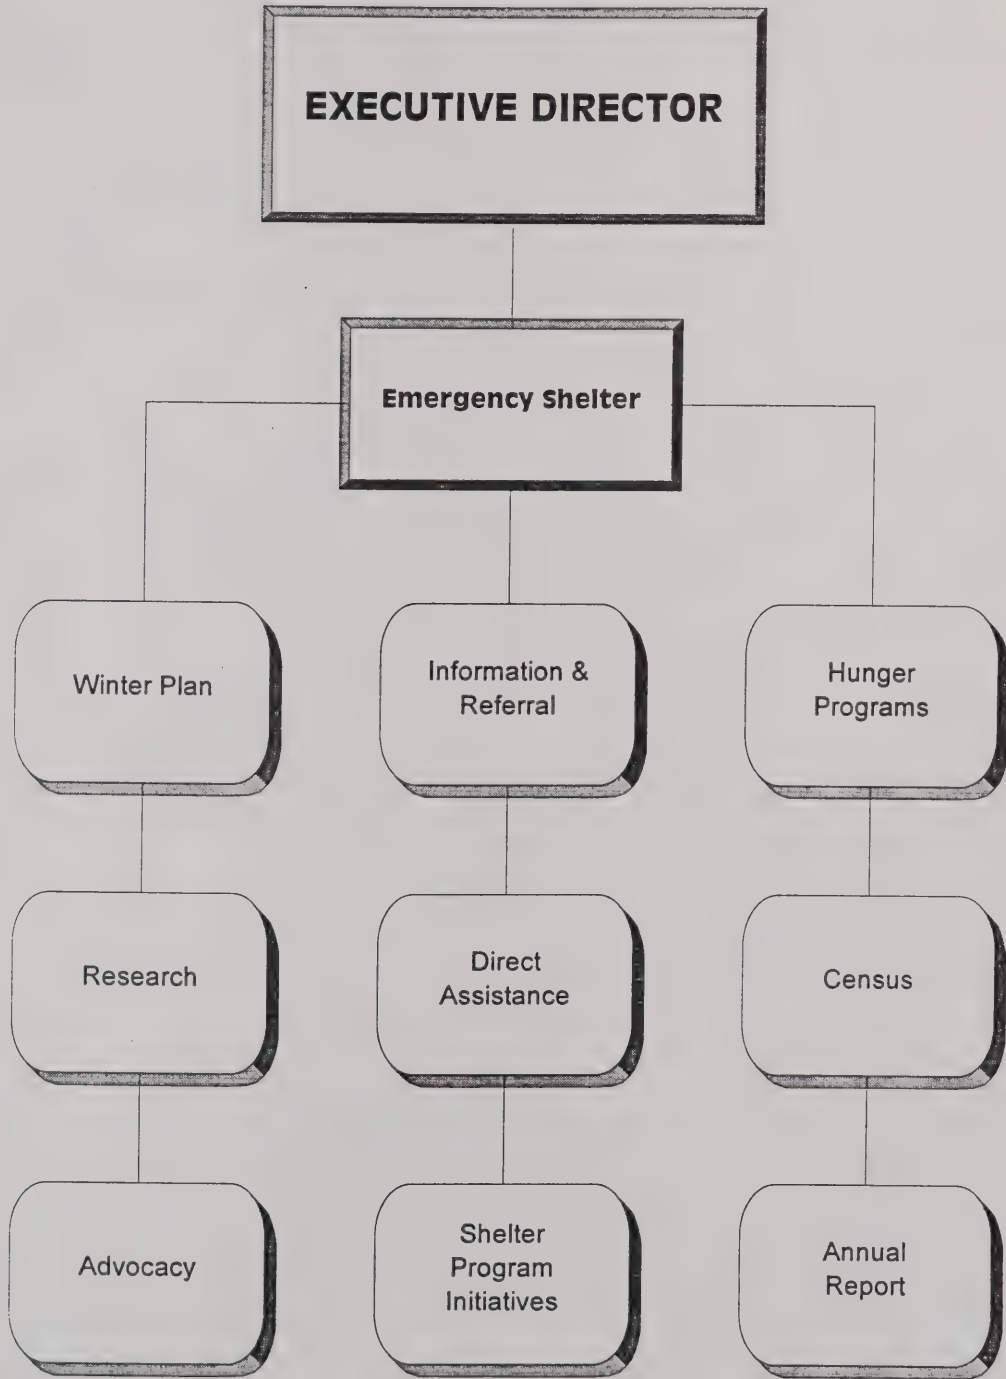 EXECUTIVE DIRECTOR
Emergency Shelter
Winter Plan
Information &
Referral
Hunger
Programs
Research
Direct
Assistance
Census
Advocacy
Shelter
Program
Initiatives
Annual
Report